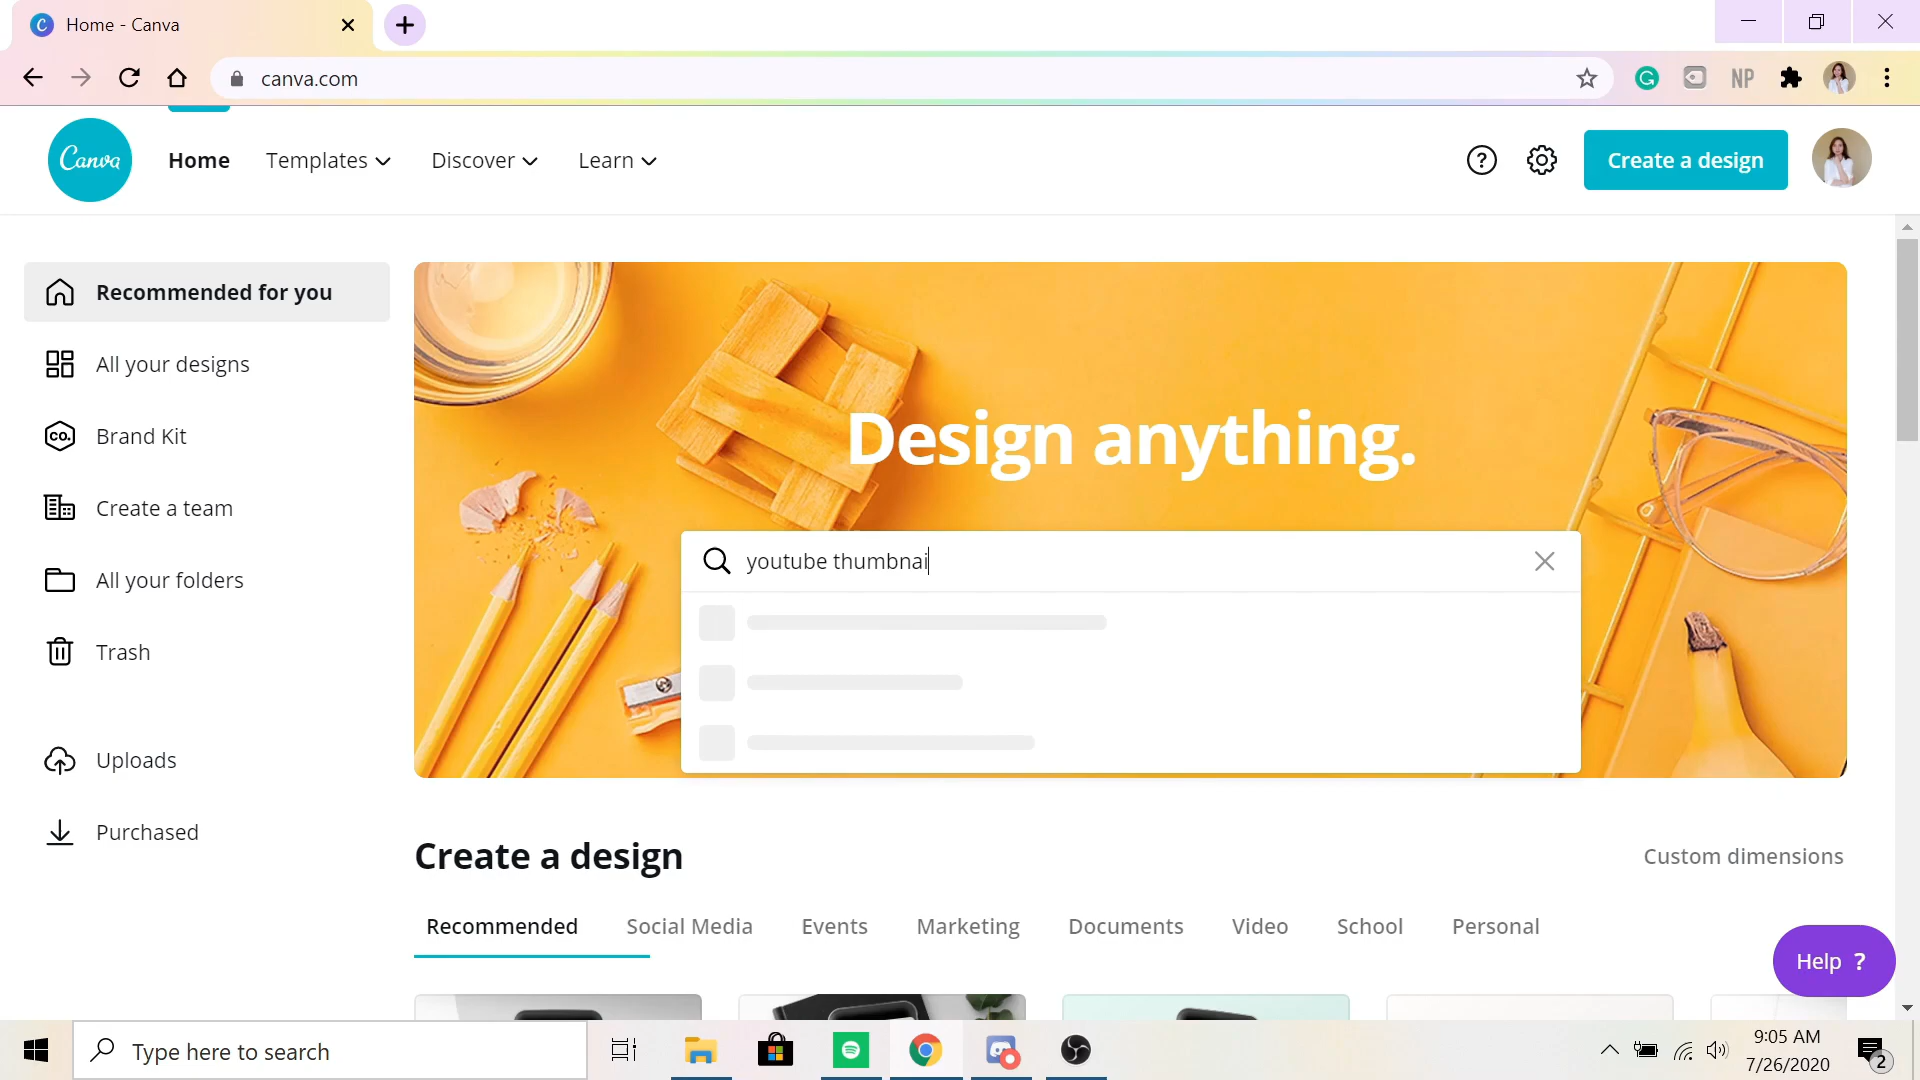 Home - Canva
canva.com
NP
Canva
Home
Templates
Discover
Learn
Create a design
Recommended for you
All your designs
CO. Brand Kit
Create a team
All your folders
Trash
Uploads
Purchased
Design anything.
youtube thumbnai
Create a design
Custom dimensions
Recommended
Social Media
Events
Marketing
Documents
Video
School
Personal
Help ?
Type here to search
9:05 AM
7/26/2020
2